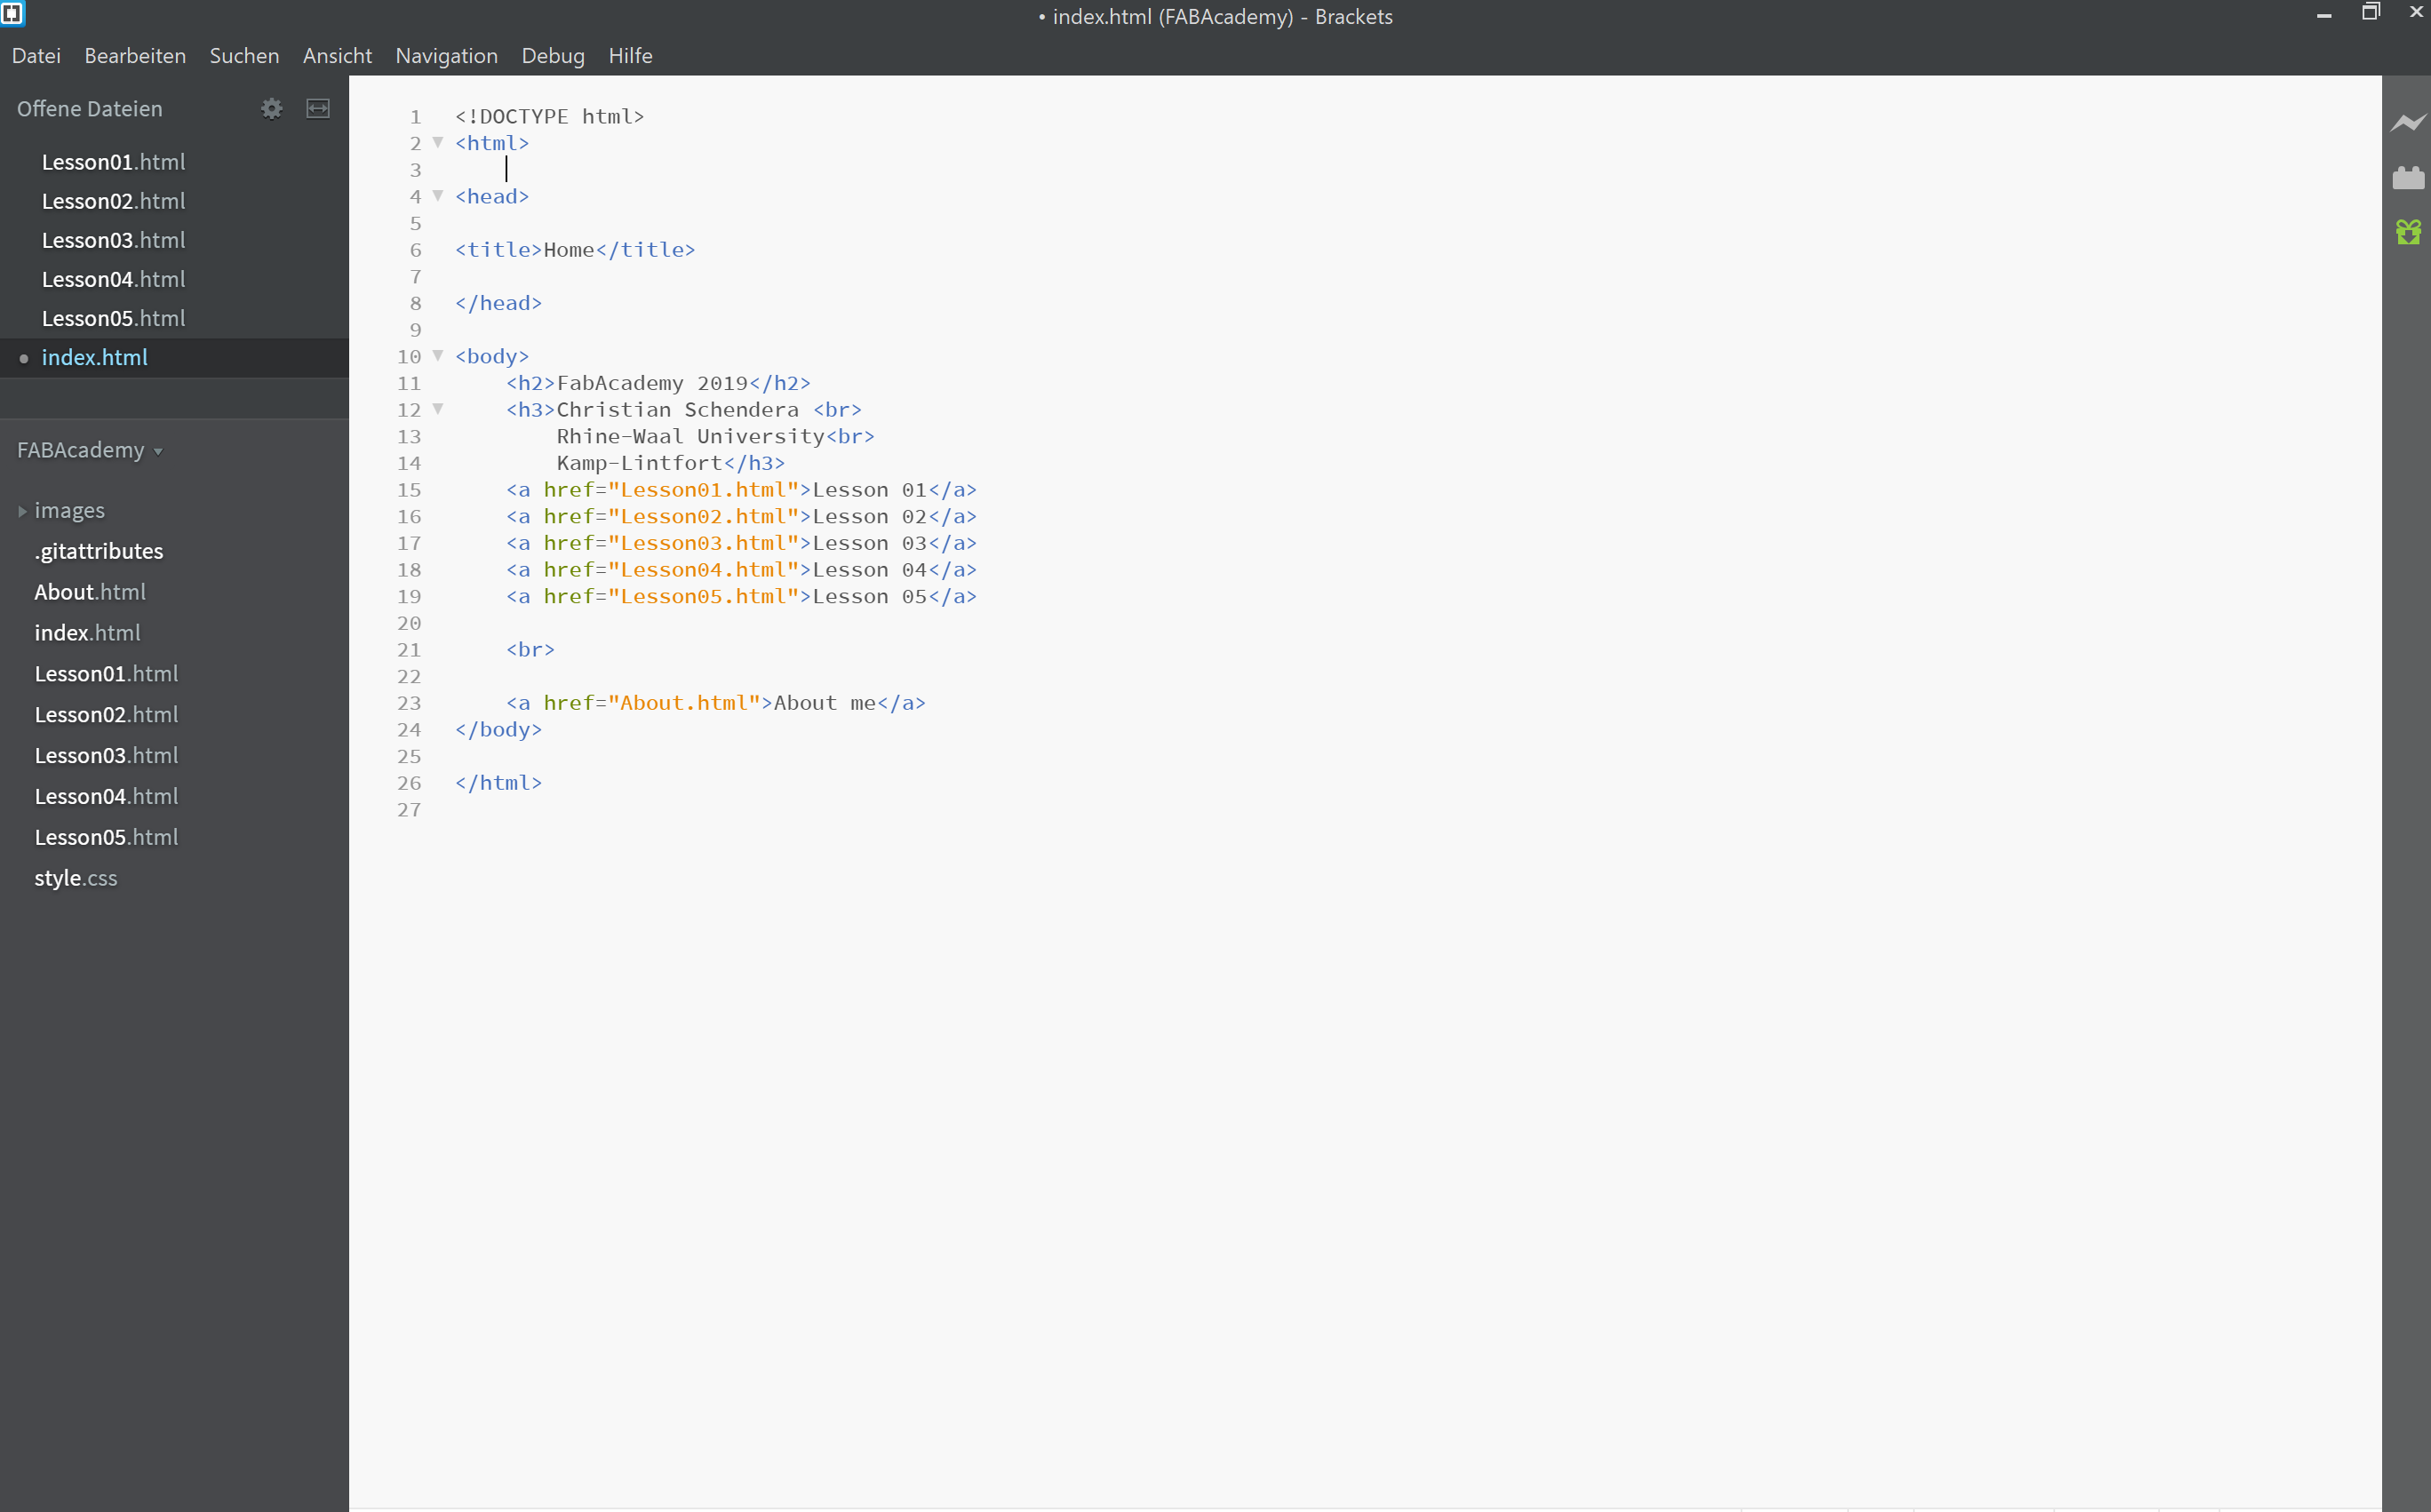 • index.html (FABAcademy) - Brackets
Datei Bearbeiten Suchen Ansicht Navigation Debug Hilfe
Offene Dateien
Lesson01.html
Lesson02.html
Lesson03.html
Lesson04.html
Lesson05.html
• index.html
FABAcademy
images
.gitattributes
About.html
index.html
Lesson01.html
Lesson02.html
Lesson03.html
Lesson04.html
Lesson05.html
style.css
1 <!DOCTYPE html>
2 <html>
3
4 <head>
5
6 <title>Home</title>
7
8 </head>
9
10 <body>
11     <h2>FabAcademy 2019</h2>
12     <h3>Christian Schendera <br>
13         Rhine-Waal University<br>
14         Kamp-Lintfort</h3>
15     <a href="Lesson01.html">Lesson 01</a>
16     <a href="Lesson02.html">Lesson 02</a>
17     <a href="Lesson03.html">Lesson 03</a>
18     <a href="Lesson04.html">Lesson 04</a>
19     <a href="Lesson05.html">Lesson 05</a>
20
21     <br>
22
23     <a href="About.html">About me</a>
24 </body>
25
26 </html>
27